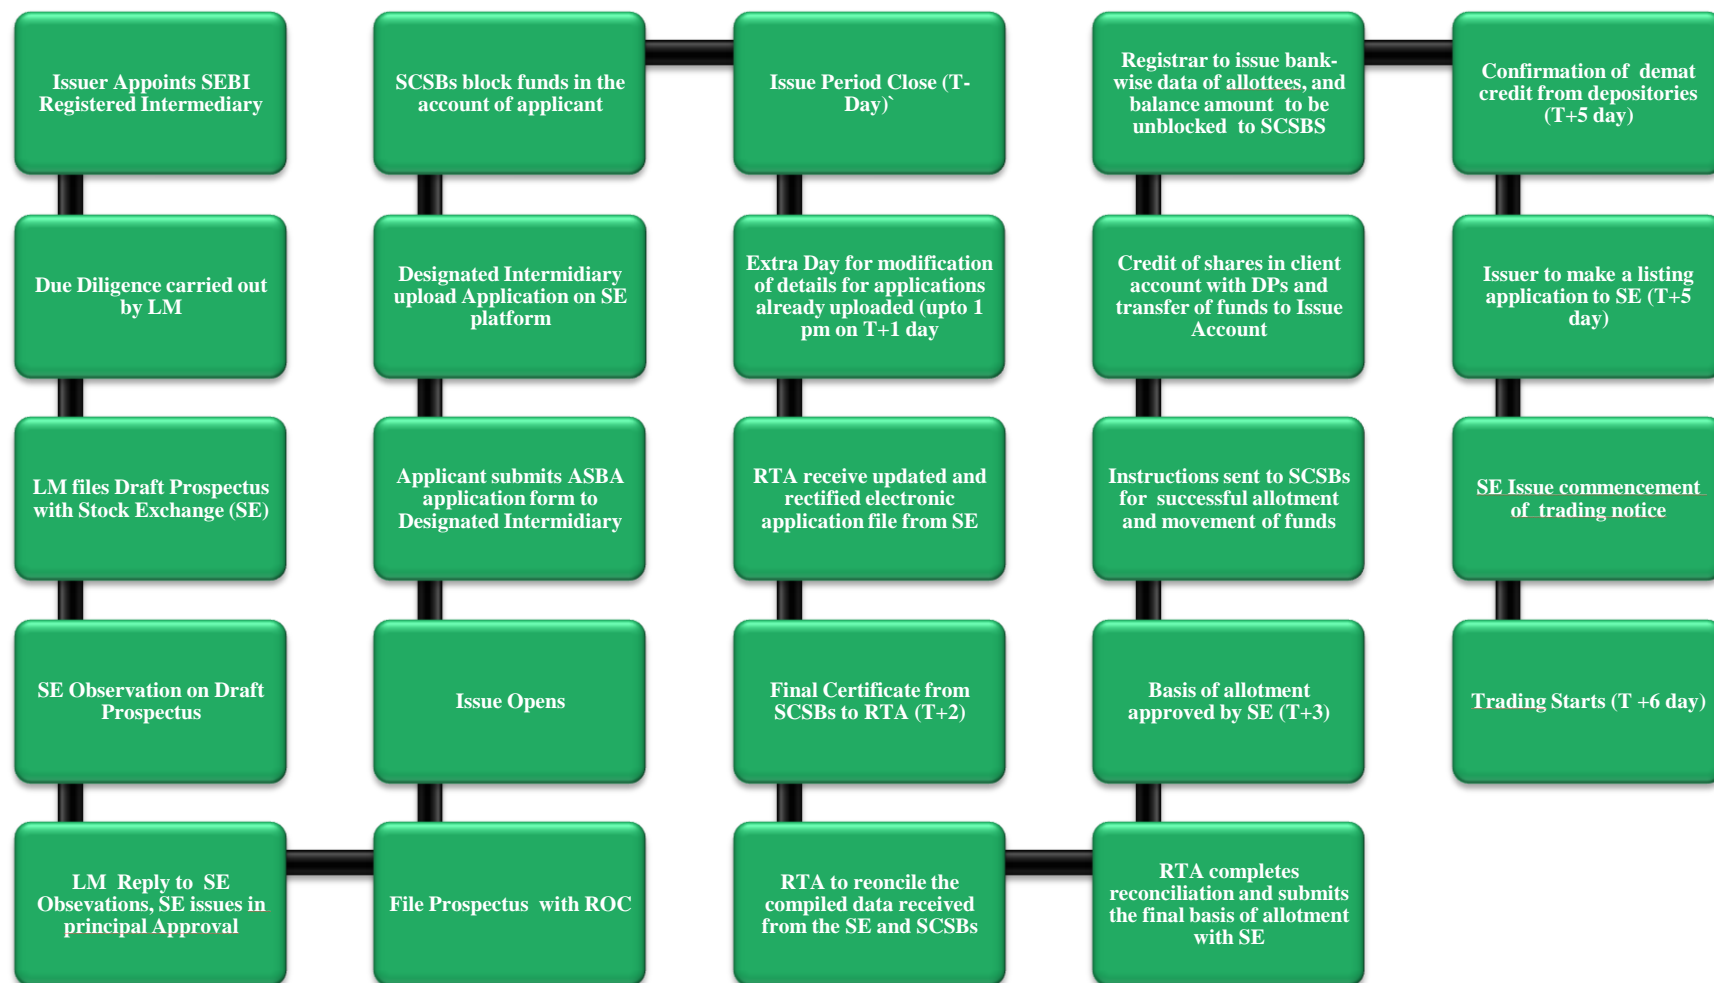 Issuer Appoints SEBI
Registered Intermediary
Due Diligence carried out
by LM
LM files Draft Prospectus
with Stock Exchange (SE)
SE Observation on Draft
Prospectus
LM Reply to SE
Obsevations, SE issues in
principal Approval
File Prospectus with ROC
Issue Opens
Applicant submits ASBA
application form to
Designated Intermidiary
Designated Intermidiary
upload Application on SE
platform
SCSBs block funds in the
account of applicant
Issue Period Close (T-
Day)`
Extra Day for modification
of details for applications
already uploaded (upto 1
pm on T+1 day
RTA receive updated and
rectified electronic
application file from SE
Final Certificate from
SCSBs to RTA (T+2)
RTA to reconcile the
compiled data received
from the SE and SCSBs
RTA completes
reconciliation and submits
the final basis of allotment
with SE
Basis of allotment
approved by SE (T+3)
Instructions sent to SCSBs
for successful allotment
and movement of funds
Credit of shares in client
account with DPs and
transfer of funds to Issue
Account
Registrar to issue bank-
wise data of allottees, and
balance amount to be
unblocked to SCSBS
Confirmation of demat
credit from depositories
(T+5 day)
Issuer to make a listing
application to SE (T+5
day)
SE Issue commencement
of trading notice
Trading Starts (T +6 day)